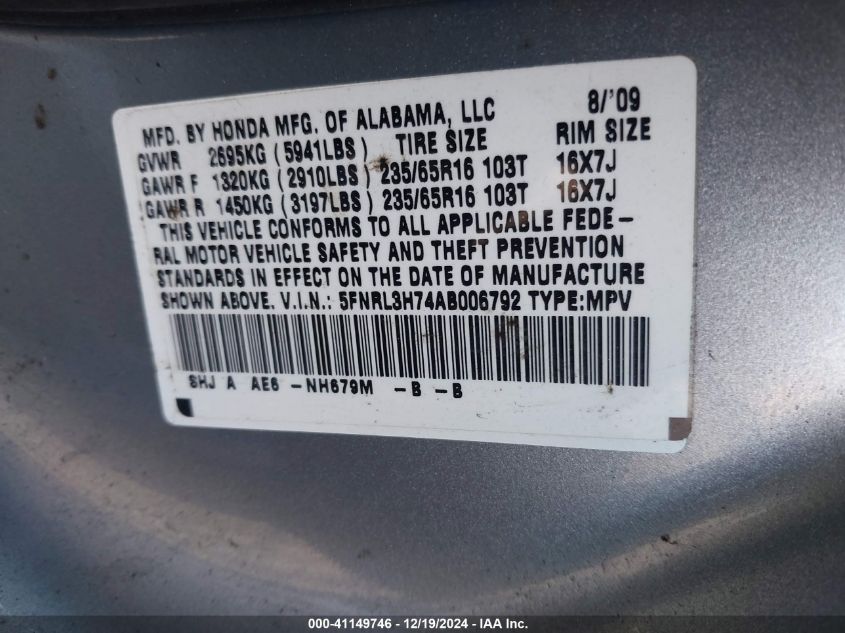 MFD. BY HONDA MFG. OF ALABAMA, LLC 8/'09
GVWR 2695KG (5941LBS) TIRE SIZE RIM SIZE
GAWR F 1320KG (2910LBS) 235/65R16 103T 16X7J
GAWR R 1450KG (3197LBS) 235/65R16 103T 16X7J
THIS VEHICLE CONFORMS TO ALL APPLICABLE FEDE-
RAL MOTOR VEHICLE SAFETY AND THEFT PREVENTION
STANDARDS IN EFFECT ON THE DATE OF MANUFACTURE
SHOWN ABOVE. V.I.N.: 5FNRL3H74AB006792 TYPE:MPV
SHJ A AE6 -NH679M -B -B
000-41149746 - 12/19/2024 - IAA Inc.